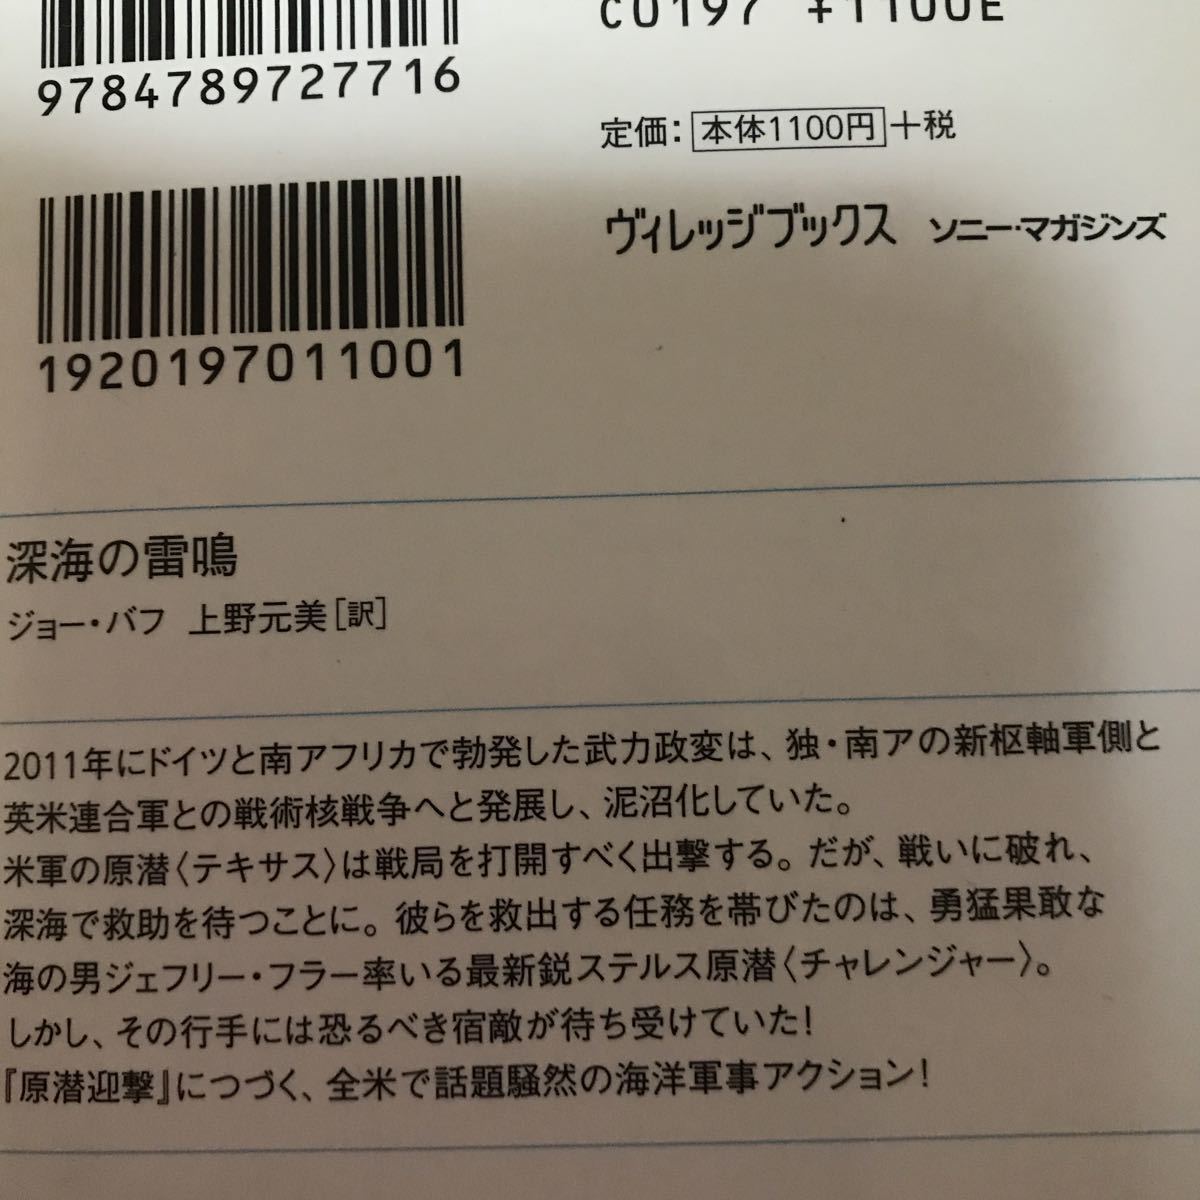 C0197 ¥1100E
9784789727716
定価：本体1100円+税
ヴィレッジブックス ソニー・マガジンズ
1920197011001
深海の雷鳴
ジョー・バフ 上野元美［訳］
2011年にドイツと南アフリカで勃発した武力政変は、独・南アの新枢軸軍側と
英米連合軍との戦術核戦争へと発展し、泥沼化していた。
米軍の原潜〈テキサス〉は戦局を打開すべく出撃する。だが、戦いに破れ、
深海で救助を待つことに。彼らを救出する任務を帯びたのは、勇猛果敢な
海の男ジェフリー・フラー率いる最新鋭ステルス原潜〈チャレンジャー〉。
しかし、その行手には恐るべき宿敵が待ち受けていた！
『原潜迎撃』につづく、全米で話題騒然の海洋軍事アクション！